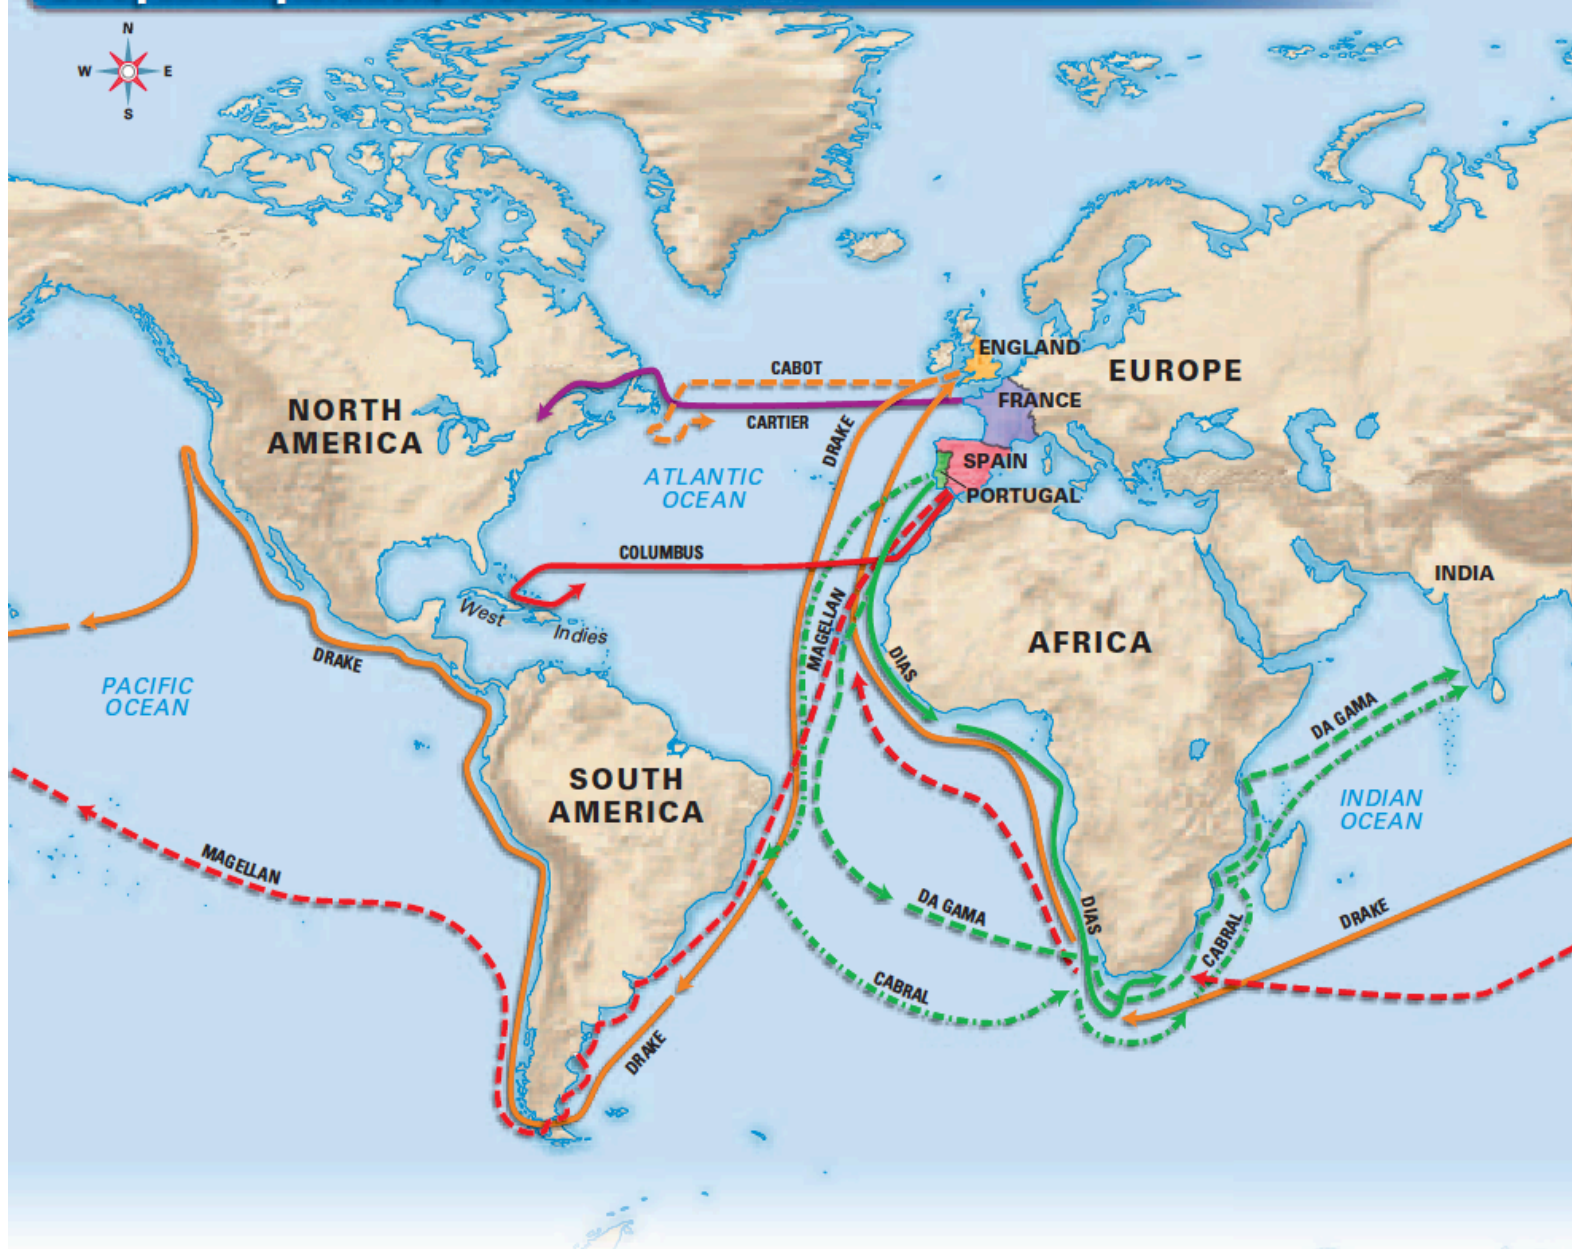 N
W
E
S
ENGLAND
EUROPE
CABOT
FRANCE
NORTH
AMERICA
CARTIER
DRAKE
SPAIN
ATLANTIC
OCEAN
PORTUGAL
COLUMBUS
INDIA
West
Indies
MAGELLAN
AFRICA
DRAKE
DIAS
PACIFIC
OCEAN
DA GAMA
SOUTH
AMERICA
INDIAN
OCEAN
MAGELLAN
DA GAMA
DIAS
DRAKE
CABRAL
CABRAL
DRAKE